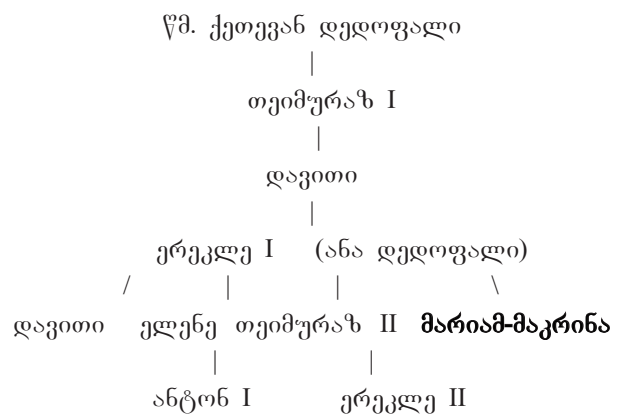 წმ. ქეთევან დედოფალი
თეიმურაზ I
დავითი
ერეკლე I (ანა დედოფალი)
დავითი ელენე თეიმურაზ II მარიამ-მაკრინა
ანტონ I ერეკლე II